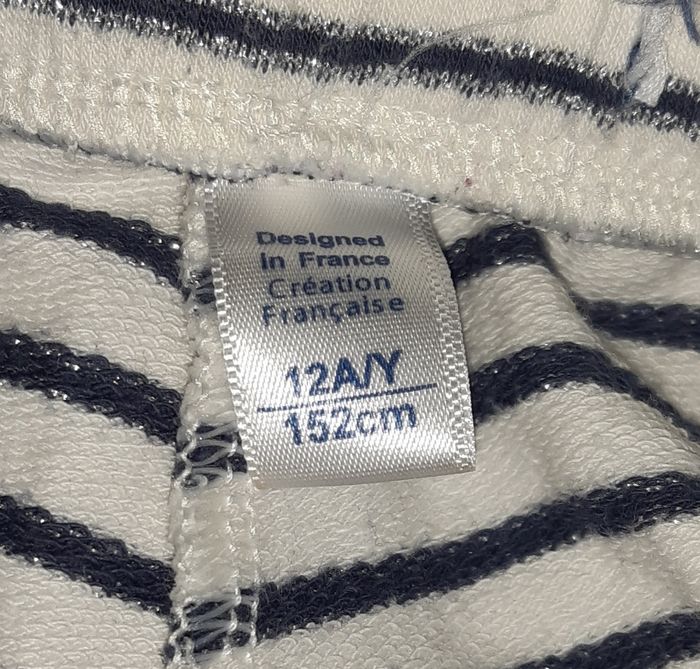 Designed
in France
Création
Française
12A/Y
152cm